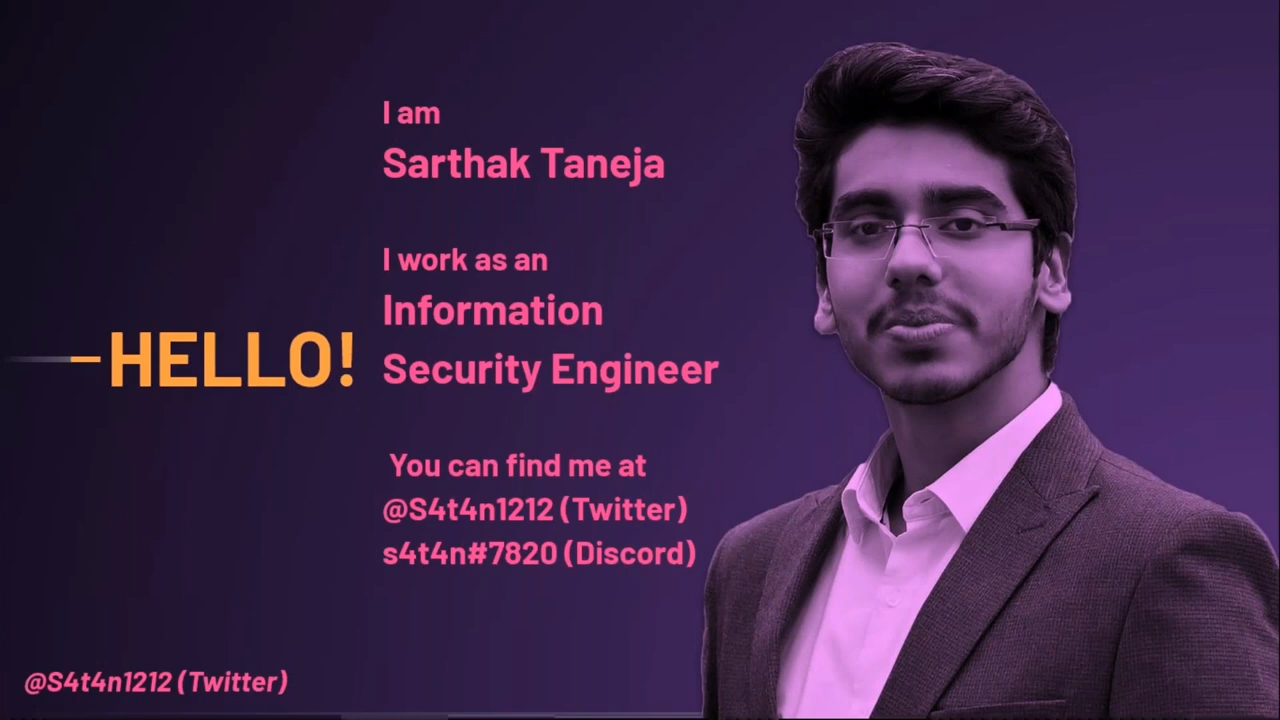 HELLO!
I am
Sarthak Taneja
I work as an
Information
Security Engineer
You can find me at
@S4t4n1212 (Twitter)
s4t4n#7820 (Discord)
@S4t4n1212 (Twitter)